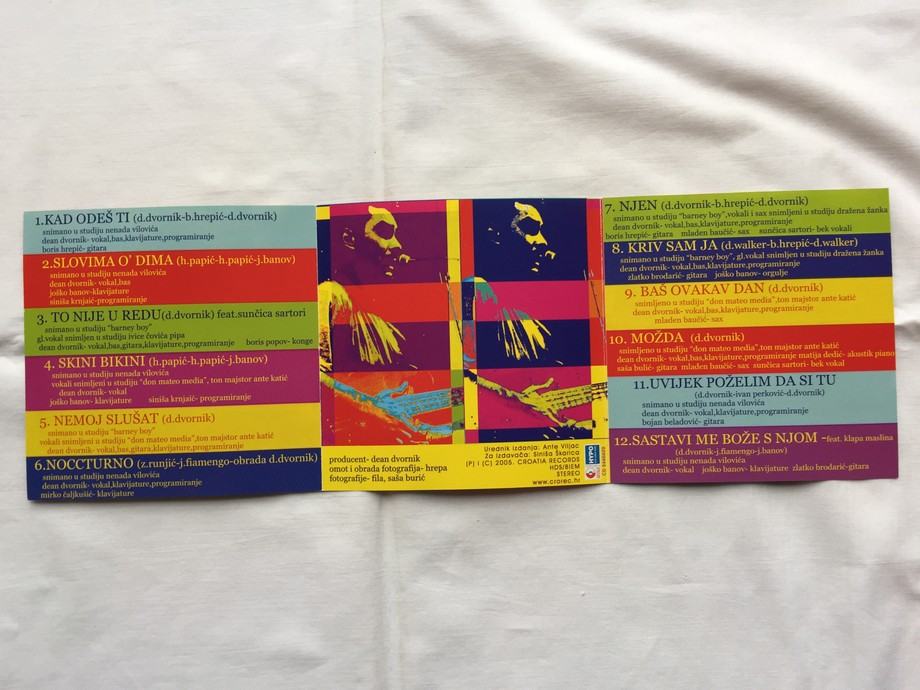 1.KAD ODEŠ TI (d.dvornik-b.hrepić-d.dvornik)
snimano u studiju nenada vilovića
dean dvornik- vokal,bas,klavijature,programiranje
boris hrepić- gitara
2.SLOVIMA O' DIMA (h.papić-h.papić-j.banov)
snimano u studiju nenada vilovića
dean dvornik- vokal,bas
joško banov-klavijature
siniša krnjaić-programiranje
3. TO NIJE U REDU(d.dvornik) feat.sunčica sartori
snimano u studiju "barney boy"
gl.vokal snimljen u studiju ivice čovića pipa
dean dvornik- vokal,bas,gitara,klavijature,programiranje boris popov- konge
4. SKINI BIKINI (h.papić-h.papić-j.banov)
snimano u studiju nenada vilovića
vokali snimljeni u studiju "don mateo media", ton majstor ante katić
dean dvornik- vokal
joško banov- klavijature siniša krnjaić- programiranje
5. NEMOJ SLUŠAT (d.dvornik)
snimano u studiju "barney boy"
vokali snimljeni u studiju "don mateo media",ton majstor ante katić
dean dvornik- vokal,bas,klavijature,programiranje
6.NOCCTURNO (z.runjić-j.fiamengo-obrada d.dvornik)
snimano u studiju nenada vilovića
dean dvornik- vokal,klavijature,programiranje
mirko čaljkušić- klavijature
producent- dean dvornik
omot i obrada fotografija- hrepa
fotografije- fila, saša burić
Urednik izdanja: Ante Viljac
Za izdavača: Siniša Škarica
(P) i (C) 2005. CROATIA RECORDS
HDS/BIEM
STEREO
www.crorec.hr
HYPO
7. NJEN (d.dvornik-b.hrepić-d.dvornik)
snimano u studiju "barney boy",vokali i sax snimljeni u studiju dražena žanka
dean dvornik- vokal,bas,klavijature,programiranje
boris hrepić- gitara mladen baučić- sax sunčica sartori- bek vokali
8. KRIV SAM JA (d.walker-b.hrepić-d.walker)
snimano u studiju "barney boy", gl.vokal snimljen u studiju dražena žanka
dean dvornik- vokal,bas,klavijature,programiranje
zlatko brodarić- gitara joško banov- orgulje
9. BAŠ OVAKAV DAN (d.dvornik)
snimljeno u studiju "don mateo media",ton majstor ante katić
dean dvornik- vokal,bas,klavijature,programiranje
mladen baučić- sax
10. MOŽDA (d.dvornik)
snimljeno u studiju "don mateo media",ton majstor ante katić
dean dvornik- vokal,bas,klavijature,programiranje matija dedić- akustik piano
saša bulić- gitara mladen baučić- sax sunčica sartori- bek vokal
11.UVIJEK POŽELIM DA SI TU
(d.dvornik-ivan perković-d.dvornik)
snimano u studiju nenada vilovića
dean dvornik- vokal,klavijature,programiranje
bojan beladović- gitara
12.SASTAVI ME BOŽE S NJOM -feat. klapa maslina
(d.dvornik-j.fiamengo-j.banov)
snimano u studiju nenada vilovića
dean dvornik- vokal joško banov- klavijature zlatko brodarić-gitara